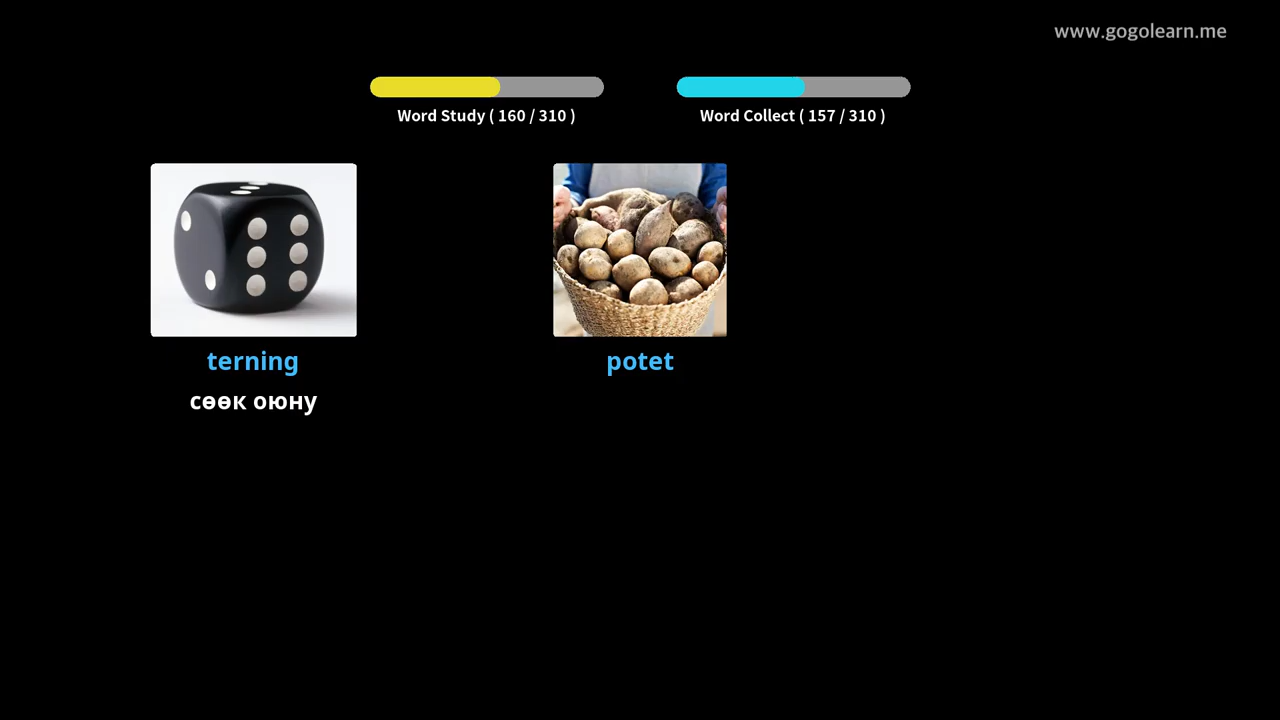 www.gogolearn.me
Word Study ( 160 / 310 )
Word Collect ( 157 / 310 )
terning
сөөк оюну
potet